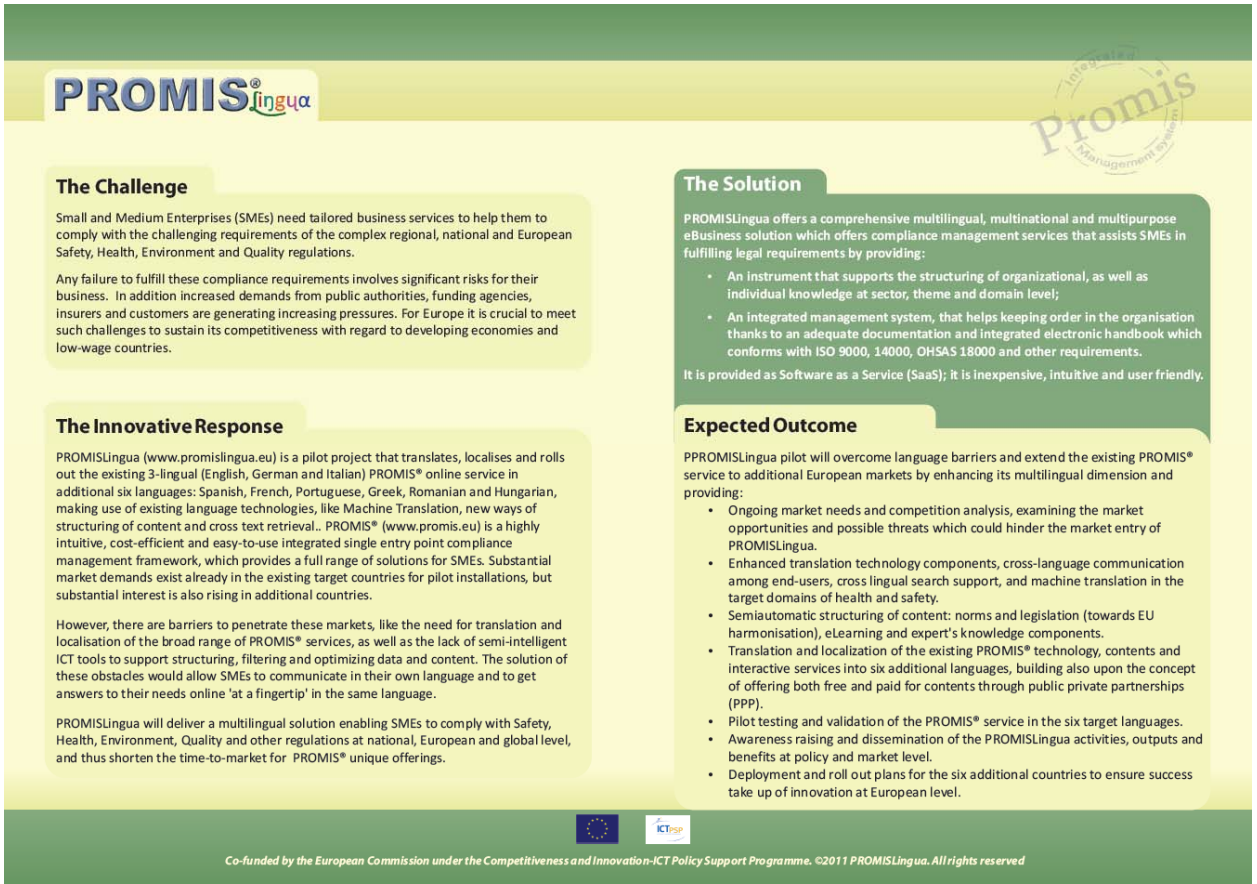 PROMIS® Lingua
Integrated
Promis
Management system
The Challenge
Small and Medium Enterprises (SMEs) need tailored business services to help them to
comply with the challenging requirements of the complex regional, national and European
Safety, Health, Environment and Quality regulations.
Any failure to fulfill these compliance requirements involves significant risks for their
business.  In addition increased demands from public authorities, funding agencies,
insurers and customers are generating increasing pressures. For Europe it is crucial to meet
such challenges to sustain its competitiveness with regard to developing economies and
low-wage countries.
The Innovative Response
PROMISLingua (www.promislingua.eu) is a pilot project that translates, localises and rolls
out the existing 3-lingual (English, German and Italian) PROMIS® online service in
additional six languages: Spanish, French, Portuguese, Greek, Romanian and Hungarian,
making use of existing language technologies, like Machine Translation, new ways of
structuring of content and cross text retrieval.. PROMIS® (www.promis.eu) is a highly
intuitive, cost-efficient and easy-to-use integrated single entry point compliance
management framework, which provides a full range of solutions for SMEs. Substantial
market demands exist already in the existing target countries for pilot installations, but
substantial interest is also rising in additional countries.
However, there are barriers to penetrate these markets, like the need for translation and
localisation of the broad range of PROMIS® services, as well as the lack of semi-intelligent
ICT tools to support structuring, filtering and optimizing data and content. The solution of
these obstacles would allow SMEs to communicate in their own language and to get
answers to their needs online 'at a fingertip' in the same language.
PROMISLingua will deliver a multilingual solution enabling SMEs to comply with Safety,
Health, Environment, Quality and other regulations at national, European and global level,
and thus shorten the time-to-market for  PROMIS® unique offerings.
The Solution
PROMISLingua offers a comprehensive multilingual, multinational and multipurpose
eBusiness solution which offers compliance management services that assists SMEs in
fulfilling legal requirements by providing:
• An instrument that supports the structuring of organizational, as well as
individual knowledge at sector, theme and domain level;
• An integrated management system, that helps keeping order in the organisation
thanks to an adequate documentation and integrated electronic handbook which
conforms with ISO 9000, 14000, OHSAS 18000 and other requirements.
It is provided as Software as a Service (SaaS); it is inexpensive, intuitive and user friendly.
Expected Outcome
PPROMISLingua pilot will overcome language barriers and extend the existing PROMIS®
service to additional European markets by enhancing its multilingual dimension and
providing:
• Ongoing market needs and competition analysis, examining the market
opportunities and possible threats which could hinder the market entry of
PROMISLingua.
• Enhanced translation technology components, cross-language communication
among end-users, cross lingual search support, and machine translation in the
target domains of health and safety.
• Semiautomatic structuring of content: norms and legislation (towards EU
harmonisation), eLearning and expert's knowledge components.
• Translation and localization of the existing PROMIS® technology, contents and
interactive services into six additional languages, building also upon the concept
of offering both free and paid for contents through public private partnerships
(PPP).
• Pilot testing and validation of the PROMIS® service in the six target languages.
• Awareness raising and dissemination of the PROMISLingua activities, outputs and
benefits at policy and market level.
• Deployment and roll out plans for the six additional countries to ensure success
take up of innovation at European level.
ICT PSP
Co-funded by the European Commission under the Competitiveness and Innovation-ICT Policy Support Programme. ©2011 PROMISLingua. All rights reserved